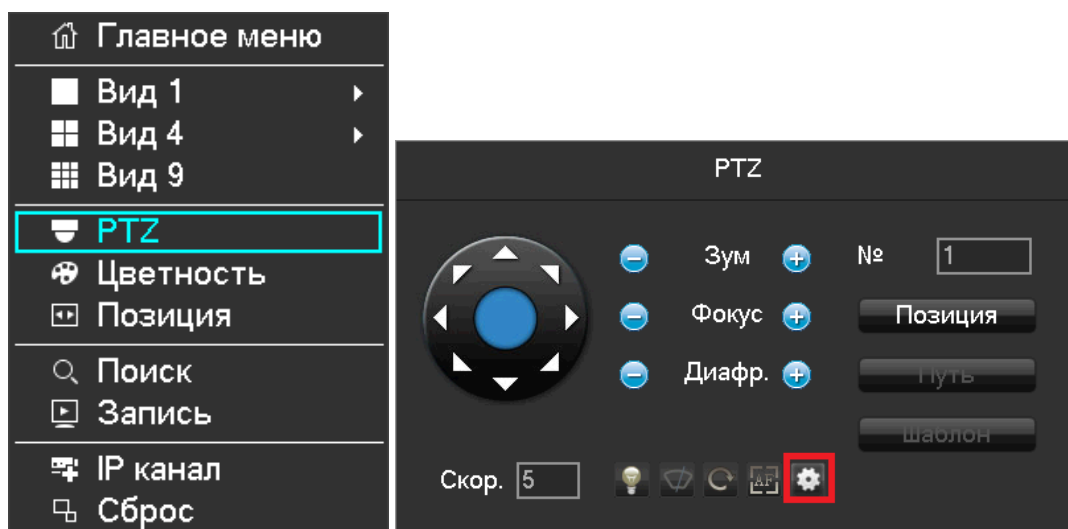 Главное меню
Вид 1
Вид 4
Вид 9
PTZ
Цветность
Позиция
Поиск
Запись
IP канал
Сброс
PTZ
Зум
№ 1
Фокус
Позиция
Диафр.
Путь
Шаблон
Скор. 5
AF